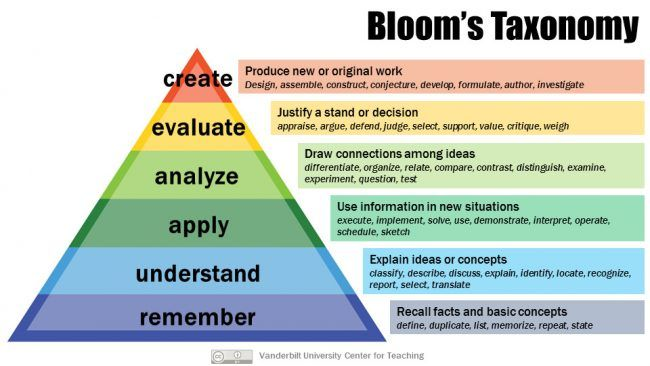 Bloom's Taxonomy
create
Produce new or original work
Design, assemble, construct, conjecture, develop, formulate, author, investigate
evaluate
Justify a stand or decision
appraise, argue, defend, judge, select, support, value, critique, weigh
analyze
Draw connections among ideas
differentiate, organize, relate, compare, contrast, distinguish, examine,
experiment, question, test
apply
Use information in new situations
execute, implement, solve, use, demonstrate, interpret, operate,
schedule, sketch
understand
Explain ideas or concepts
classify, describe, discuss, explain, identify, locate, recognize,
report, select, translate
remember
Recall facts and basic concepts
define, duplicate, list, memorize, repeat, state
cc Vanderbilt University Center for Teaching